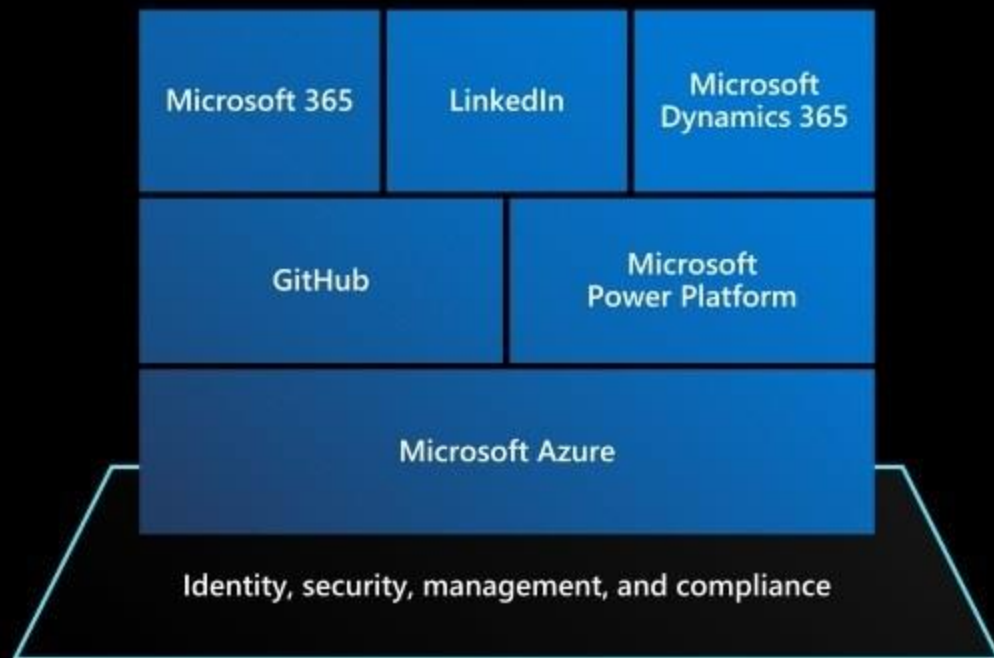 Microsoft 365
LinkedIn
Microsoft
Dynamics 365
GitHub
Microsoft
Power Platform
Microsoft Azure
Identity, security, management, and compliance